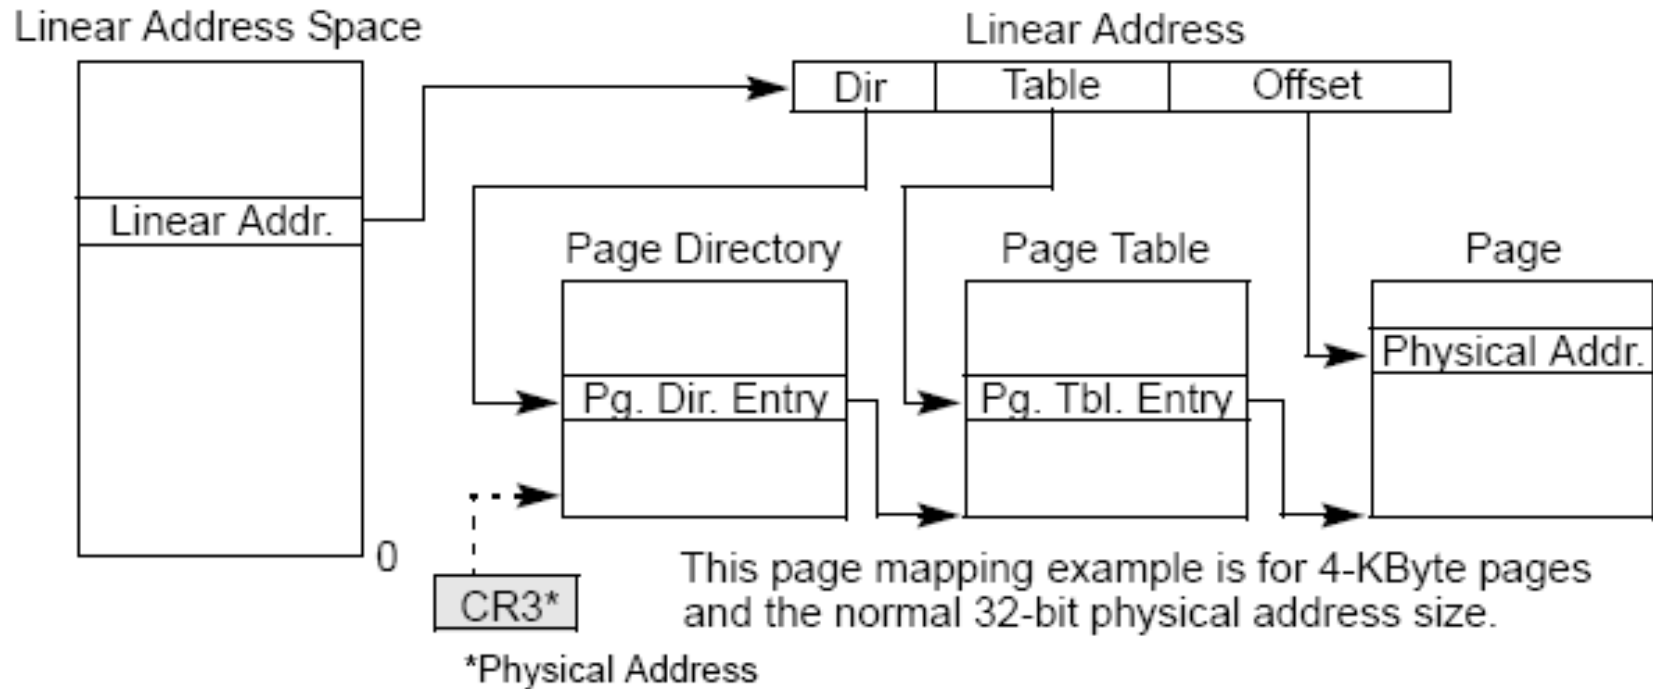 Linear Address Space
Linear Address
Dir
Table
Offset
Linear Addr.
Page Directory
Page Table
Page
Physical Addr.
Pg. Dir. Entry
Pg. Tbl. Entry
0
CR3*
This page mapping example is for 4-KByte pages
and the normal 32-bit physical address size.
*Physical Address